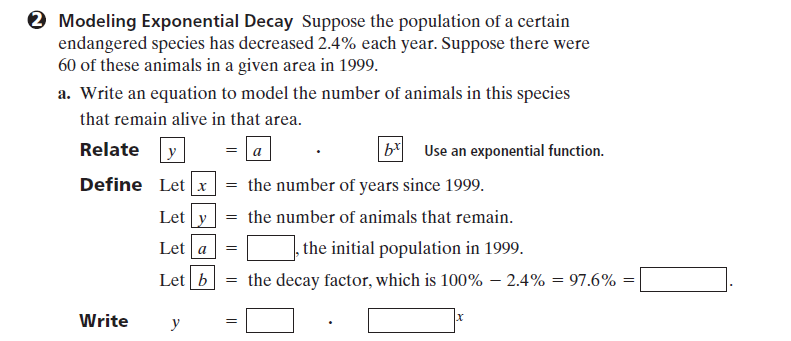 2 Modeling Exponential Decay Suppose the population of a certain
endangered species has decreased 2.4% each year. Suppose there were
60 of these animals in a given area in 1999.
a. Write an equation to model the number of animals in this species
that remain alive in that area.
Relate y = a · bˣ Use an exponential function.
Define Let x = the number of years since 1999.
Let y = the number of animals that remain.
Let a = , the initial population in 1999.
Let b = the decay factor, which is 100% − 2.4% = 97.6% = .
Write y = · x